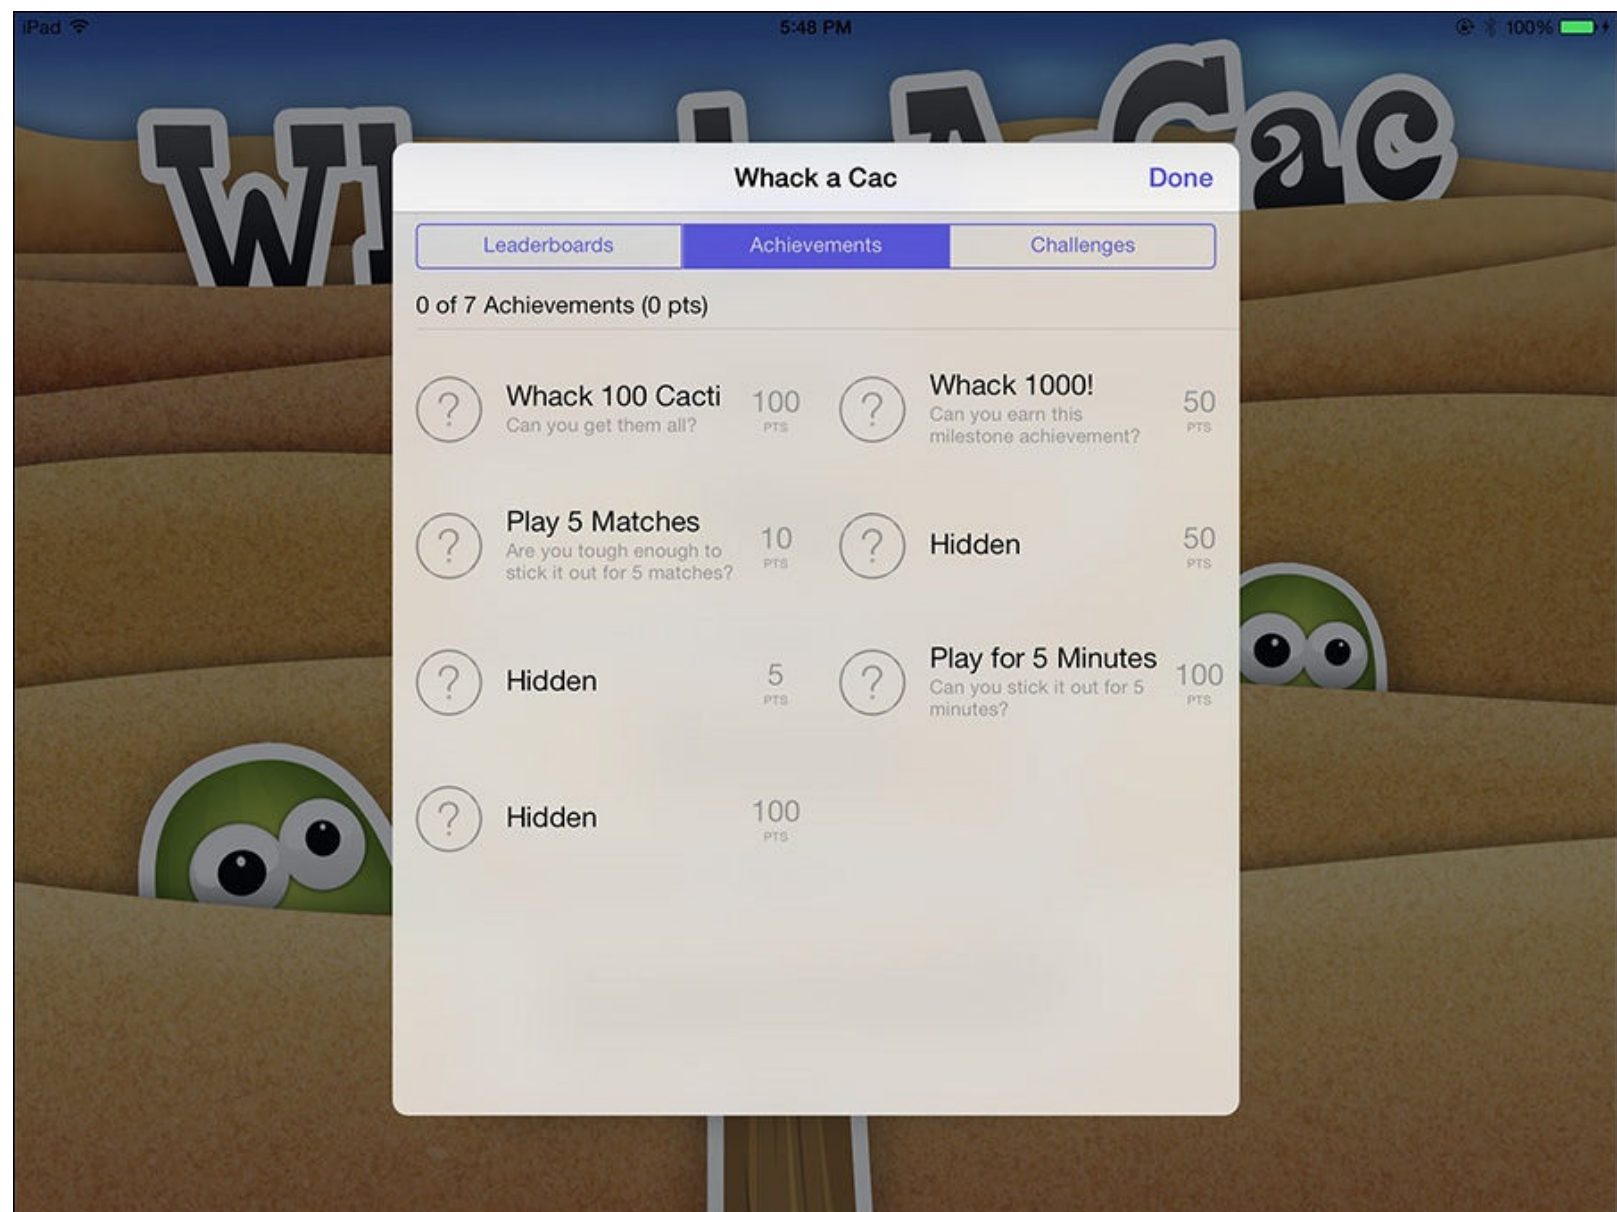 iPad
5:48 PM
100%
Whack a Cac
Done
Leaderboards
Achievements
Challenges
0 of 7 Achievements (0 pts)
?
Whack 100 Cacti
Can you get them all?
100
PTS
?
Whack 1000!
Can you earn this
milestone achievement?
50
PTS
?
Play 5 Matches
Are you tough enough to
stick it out for 5 matches?
10
PTS
?
Hidden
50
PTS
?
Hidden
5
PTS
?
Play for 5 Minutes
Can you stick it out for 5
minutes?
100
PTS
?
Hidden
100
PTS